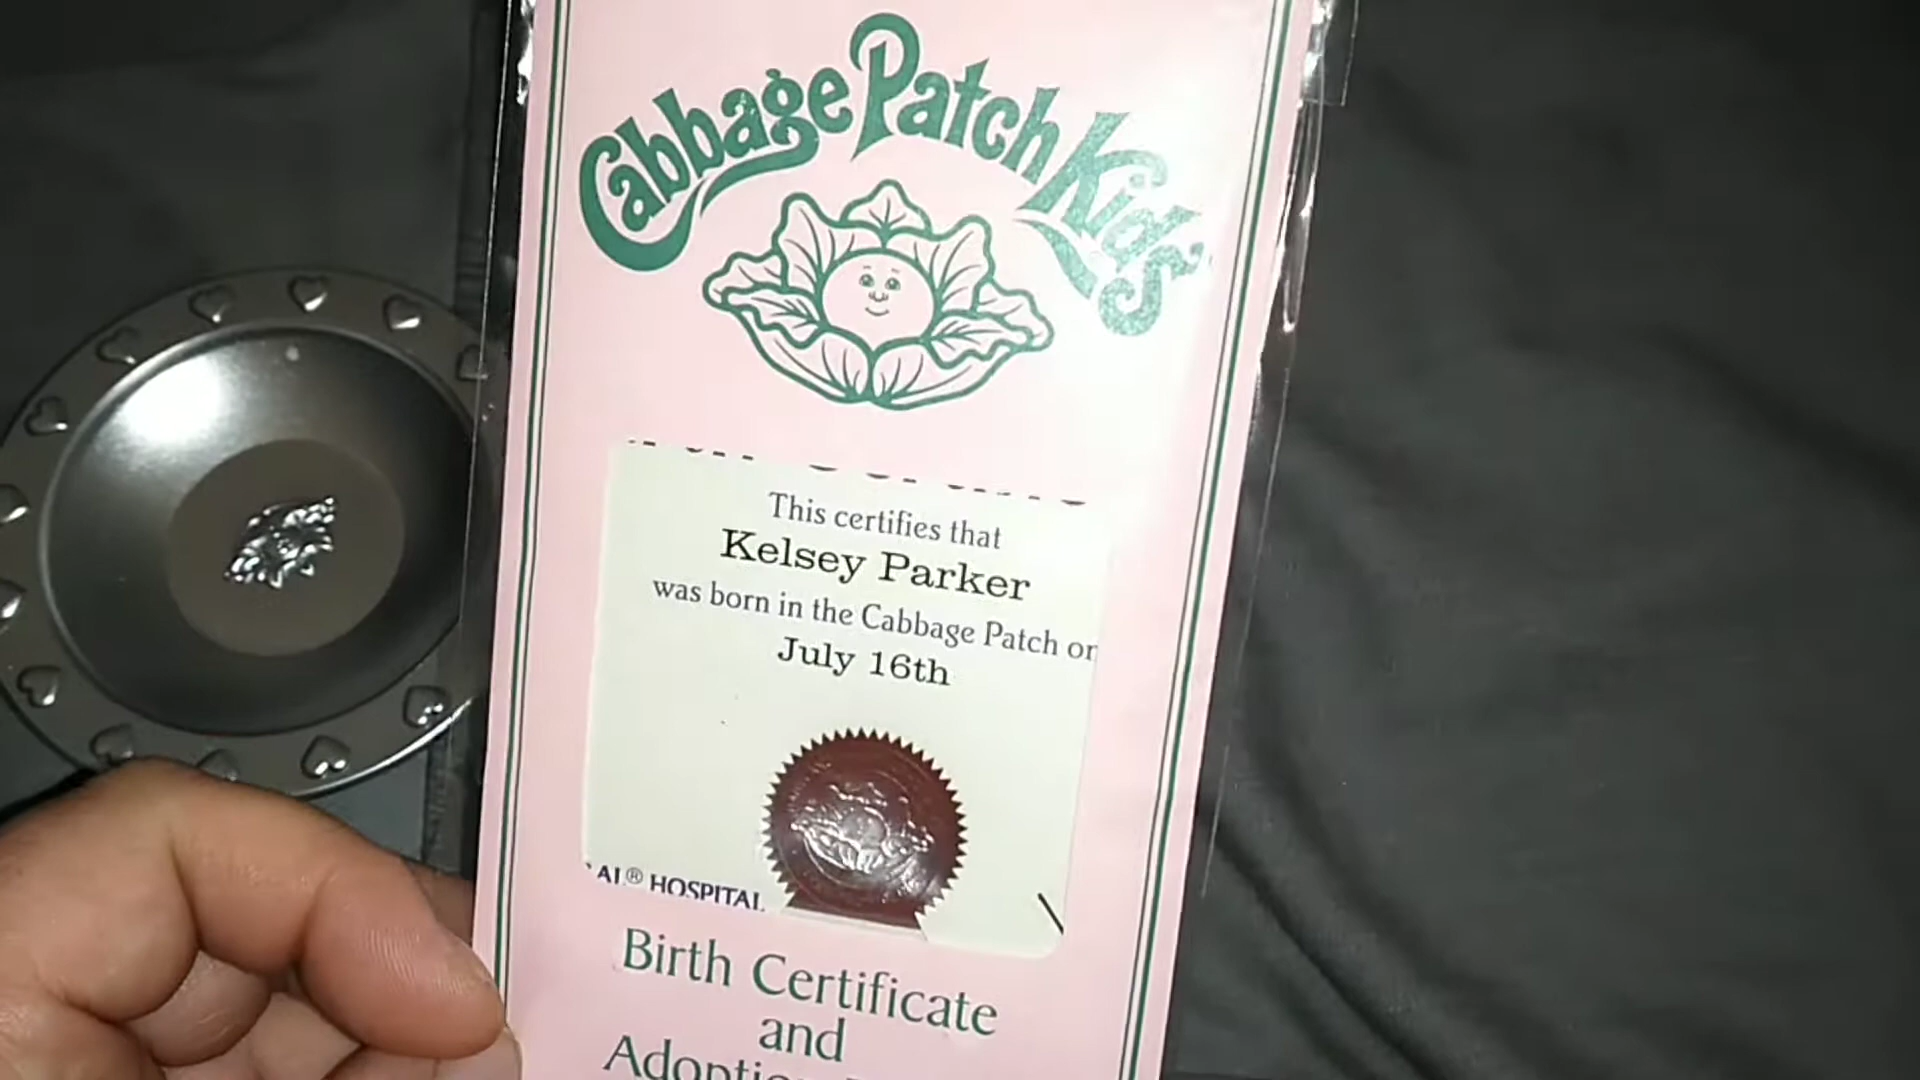 Cabbage Patch Kids
This certifies that
Kelsey Parker
was born in the Cabbage Patch on
July 16th
AL® HOSPITAL
Birth Certificate
and